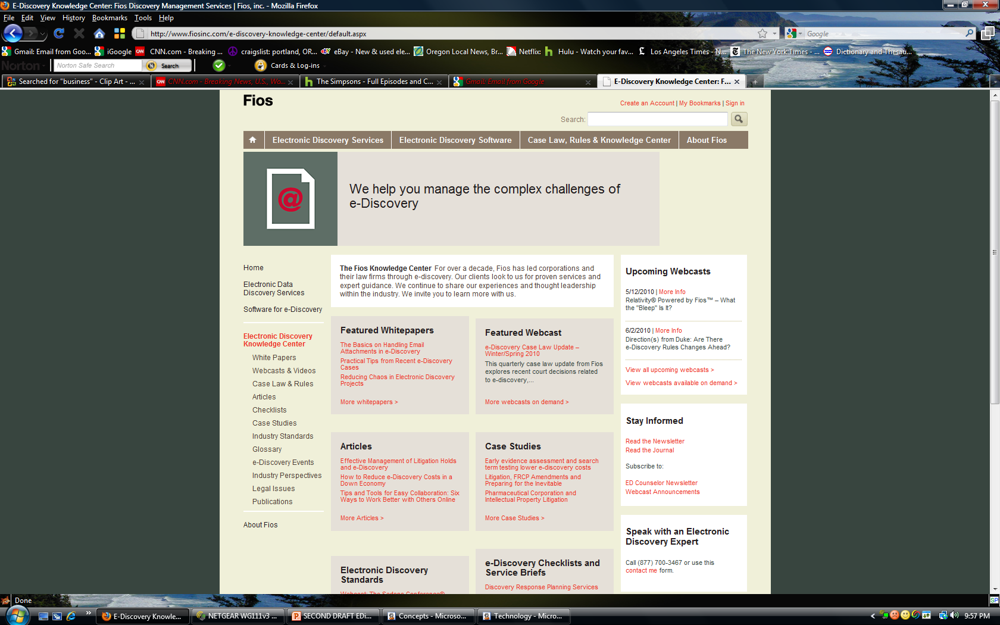 E-Discovery Knowledge Center: Fios Discovery Management Services | Fios, inc. - Mozilla Firefox
File Edit View History Bookmarks Tools Help
http://www.fiosinc.com/e-discovery-knowledge-center/default.aspx
Google
Gmail: Email from Goo... iGoogle CNN.com - Breaking ... craigslist: portland, OR... eBay - New & used ele... Oregon Local News, Br... Netflix: Hulu - Watch your fav... Los Angeles Times - N... The New York Times - ... Dictionary and Thesau...
Norton Norton Safe Search Search Cards & Log-ins
Searched for "business" - Clip Art - ... CNN.com - Breaking News, U.S., Wo... The Simpsons - Full Episodes and C... Gmail: Email from Google E-Discovery Knowledge Center: F...
Fios
Create an Account | My Bookmarks | Sign in
Search:
Electronic Discovery Services Electronic Discovery Software Case Law, Rules & Knowledge Center About Fios
@
We help you manage the complex challenges of
e-Discovery
Home
Electronic Data
Discovery Services
Software for e-Discovery
Electronic Discovery
Knowledge Center
White Papers
Webcasts & Videos
Case Law & Rules
Articles
Checklists
Case Studies
Industry Standards
Glossary
e-Discovery Events
Industry Perspectives
Legal Issues
Publications
About Fios
The Fios Knowledge Center For over a decade, Fios has led corporations and
their law firms through e-discovery. Our clients look to us for proven services and
expert guidance. We continue to share our experiences and thought leadership
within the industry. We invite you to learn more with us.
Featured Whitepapers
The Basics on Handling Email
Attachments in e-Discovery
Practical Tips from Recent e-Discovery
Cases
Reducing Chaos in Electronic Discovery
Projects
More whitepapers >
Featured Webcast
e-Discovery Case Law Update –
Winter/Spring 2010
This quarterly case law update from Fios
explores recent court decisions related
to e-discovery,...
More webcasts on demand >
Articles
Effective Management of Litigation Holds
and e-Discovery
How to Reduce e-Discovery Costs in a
Down Economy
Tips and Tools for Easy Collaboration: Six
Ways to Work Better with Others Online
More Articles >
Case Studies
Early evidence assessment and search
term testing lower e-discovery costs
Litigation, FRCP Amendments and
Preparing for the Inevitable
Pharmaceutical Corporation and
Intellectual Property Litigation
More Case Studies >
Electronic Discovery
Standards
Webcast: The Sedona Conference®
e-Discovery Checklists and
Service Briefs
Discovery Response Planning Services
Upcoming Webcasts
5/12/2010 | More Info
Relativity® Powered by Fios™ – What
the "Bleep" Is It?
6/2/2010 | More Info
Direction(s) from Duke: Are There
e-Discovery Rules Changes Ahead?
View all upcoming webcasts >
View webcasts available on demand >
Stay Informed
Read the Newsletter
Read the Journal
Subscribe to:
ED Counselor Newsletter
Webcast Announcements
Speak with an Electronic
Discovery Expert
Call (877) 700-3467 or use this
contact me form.
Done
SP
E-Discovery Knowle... NETGEAR WG111v3 ... SECOND DRAFT EDi... Concepts - Microso... Technology - Micro... 9:57 PM